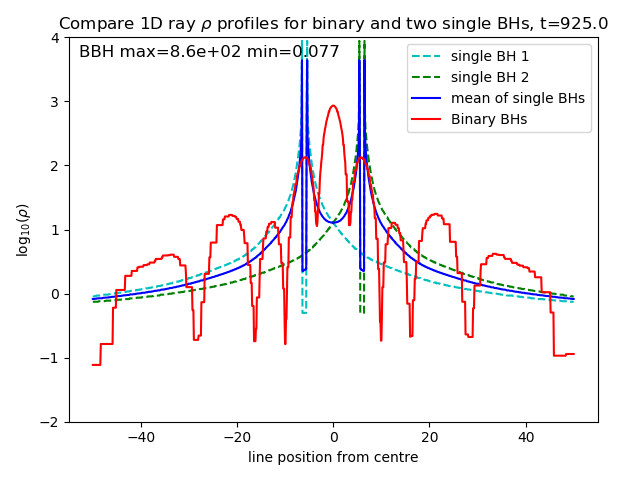 Compare 1D ray ρ profiles for binary and two single BHs, t=925.0
BBH max=8.6e+02 min=0.077
single BH 1
single BH 2
mean of single BHs
Binary BHs
log₁₀(ρ)
4
3
2
1
0
−1
−2
−40 −20 0 20 40
line position from centre